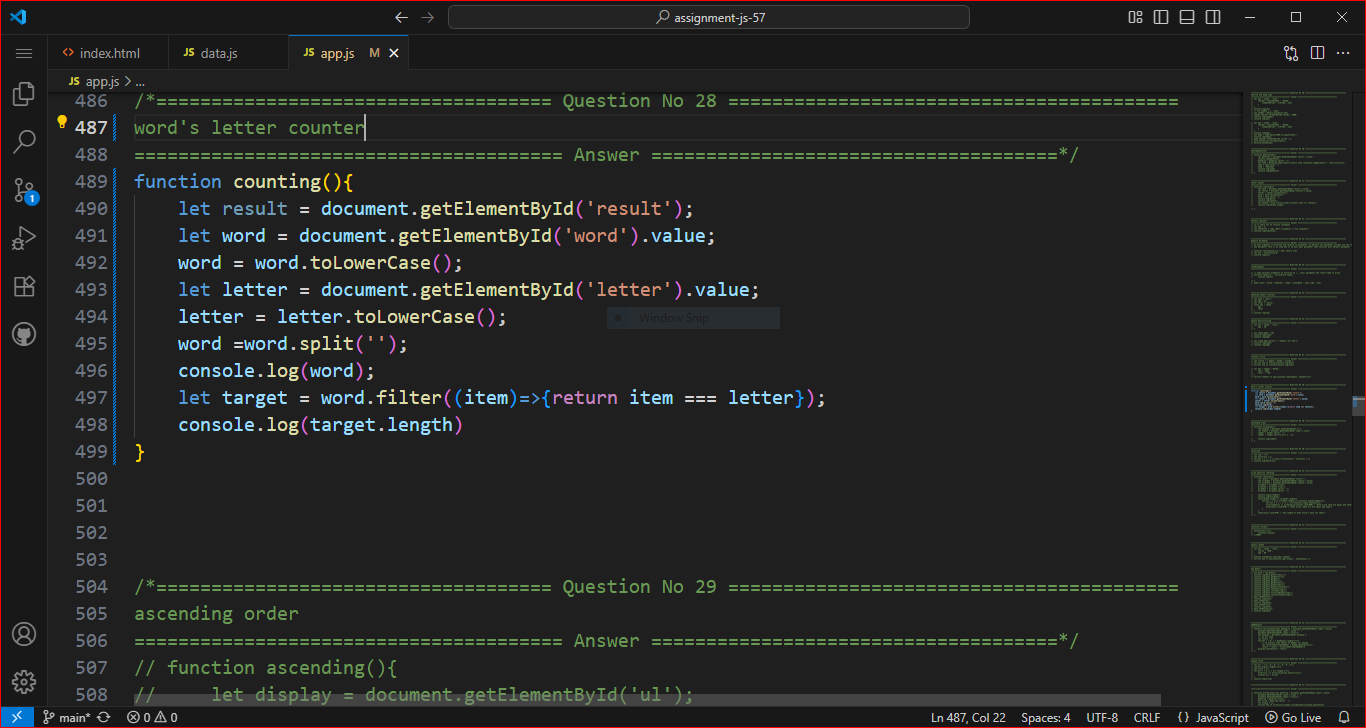 assignment-js-57
<> index.html
JS data.js
JS app.js M
JS app.js > ...
486 /*==================================== Question No 28 =========================================
487 word's letter counter
488 ======================================= Answer =====================================*/
489 function counting(){
490     let result = document.getElementById('result');
491     let word = document.getElementById('word').value;
492     word = word.toLowerCase();
493     let letter = document.getElementById('letter').value;
494     letter = letter.toLowerCase();
Window Snip
495     word =word.split('');
496     console.log(word);
497     let target = word.filter((item)=>{return item === letter});
498     console.log(target.length)
499 }
500
501
502
503
504 /*==================================== Question No 29 =========================================
505 ascending order
506 ======================================= Answer =====================================*/
507 // function ascending(){
508 //     let display = document.getElementById('ul');
1
main* 0 0 Ln 487, Col 22 Spaces: 4 UTF-8 CRLF {} JavaScript Go Live